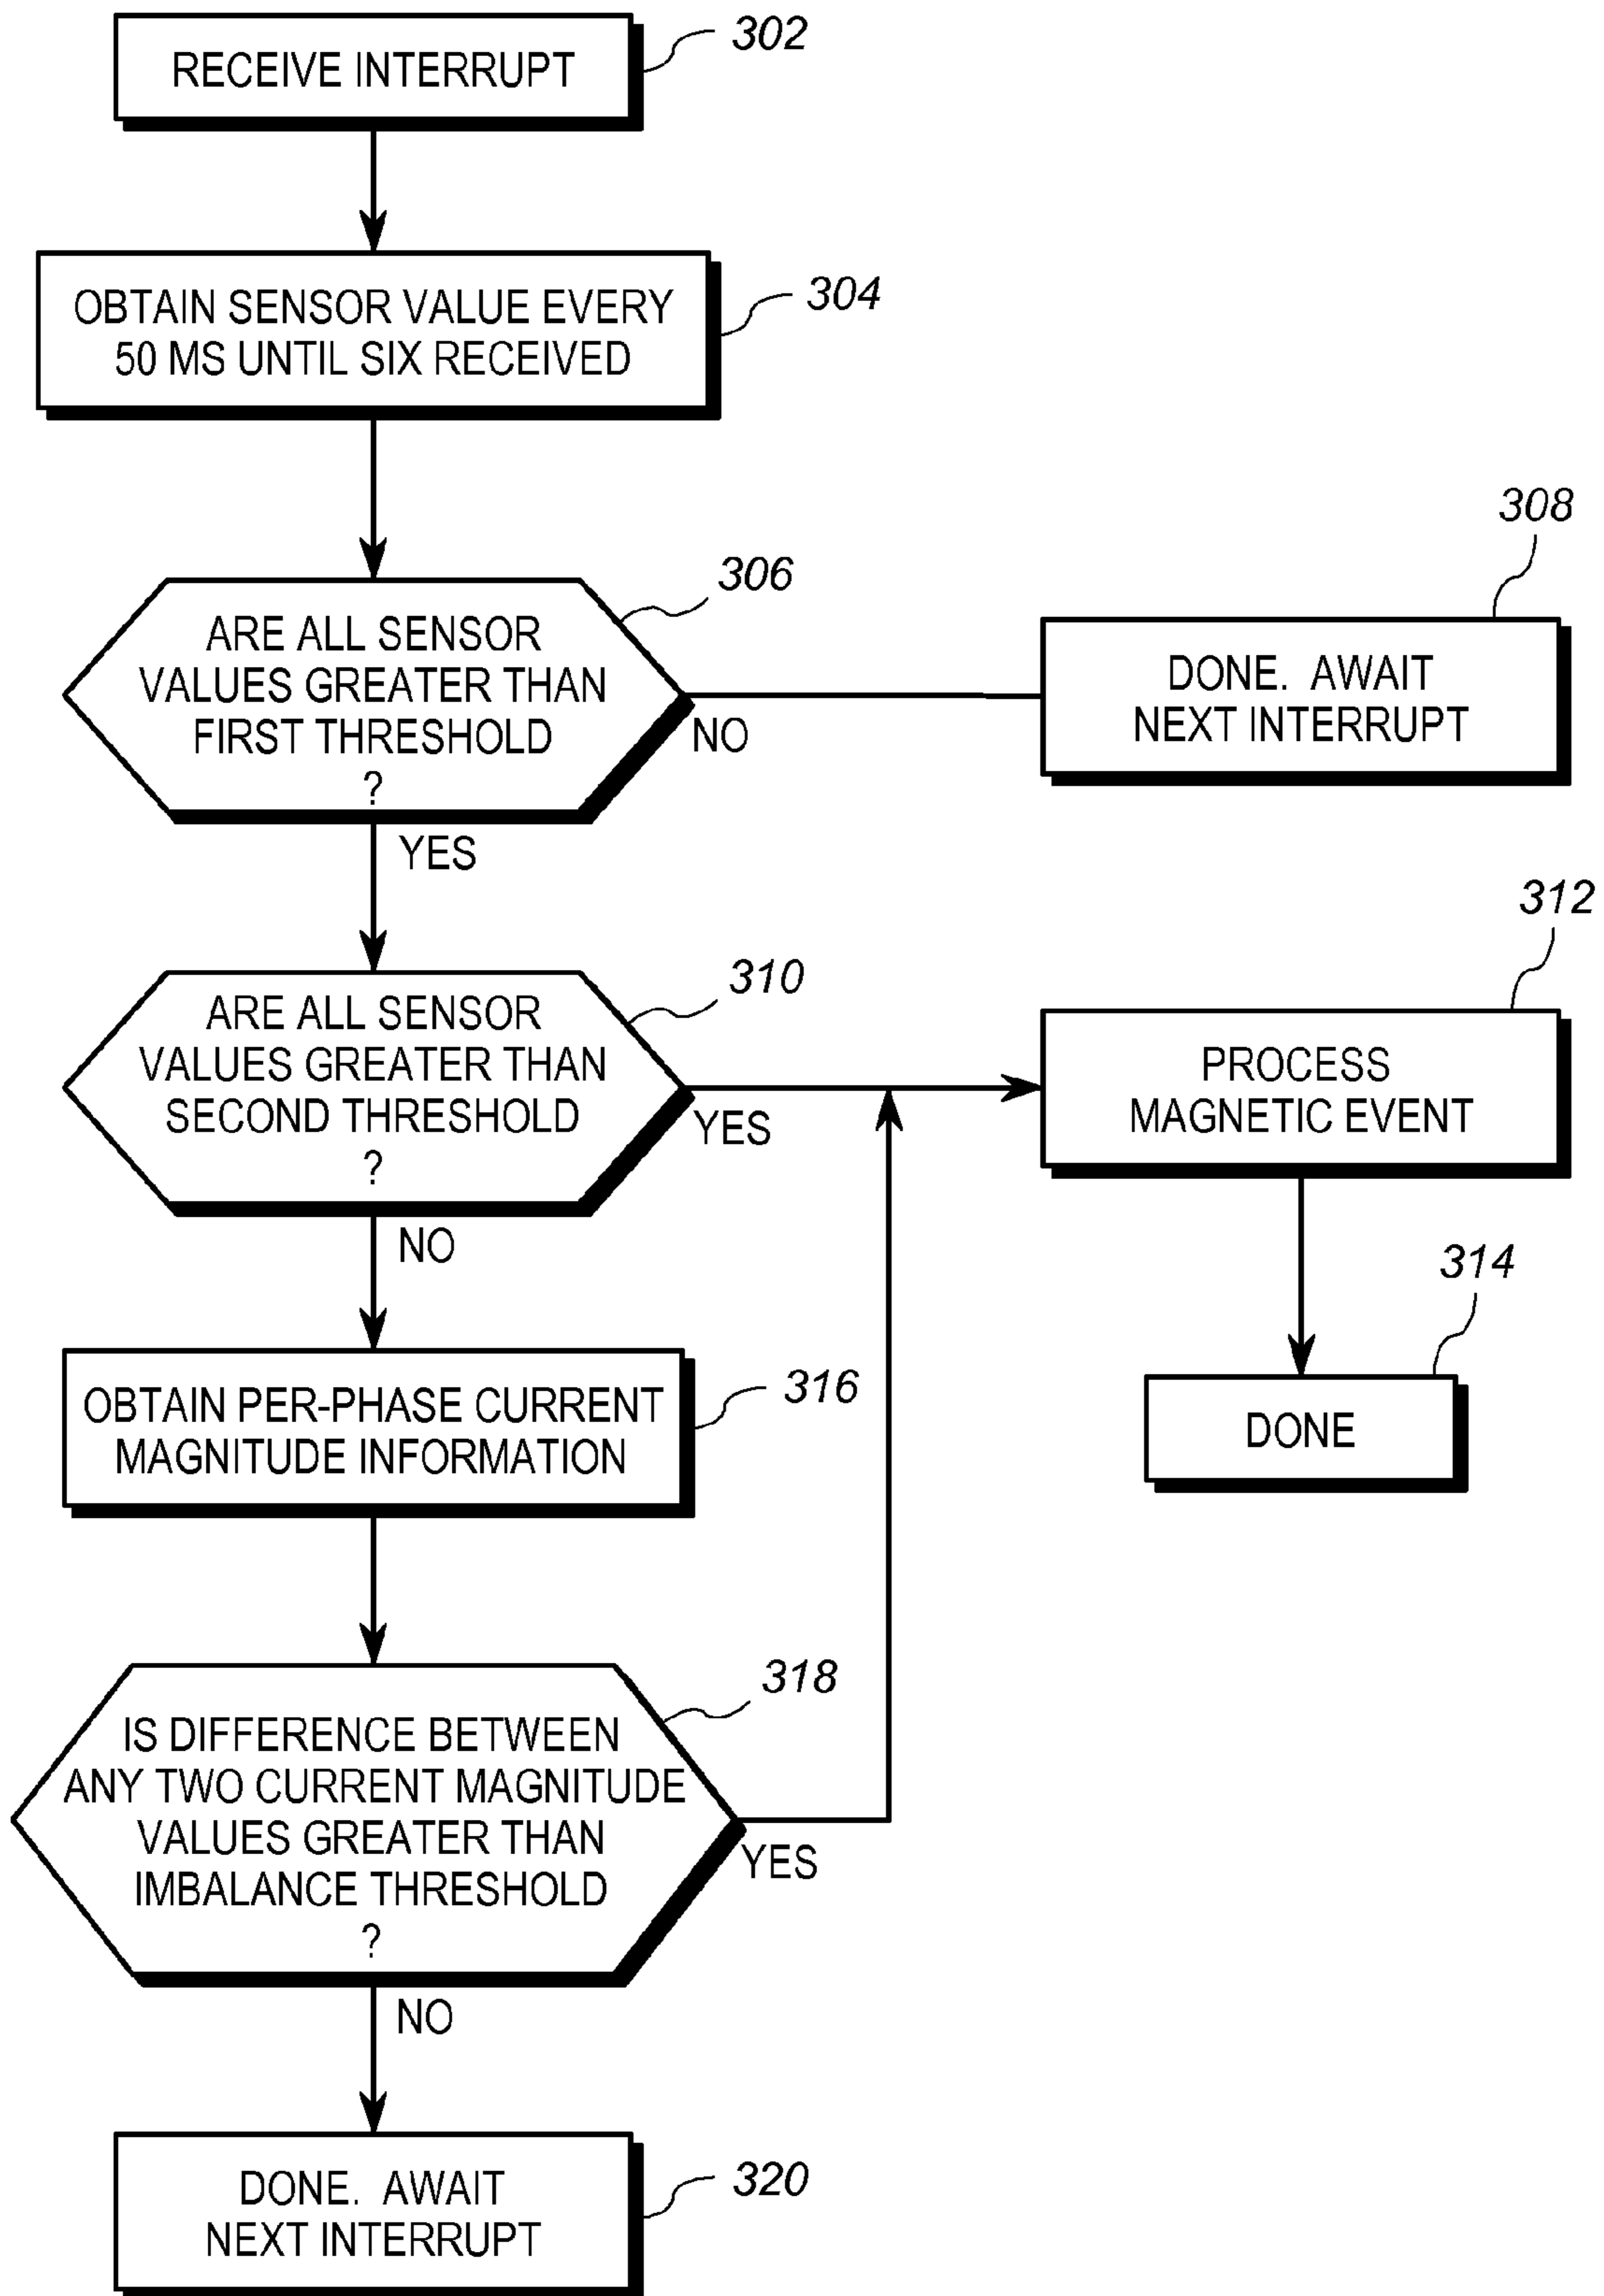 RECEIVE INTERRUPT
302
OBTAIN SENSOR VALUE EVERY
50 MS UNTIL SIX RECEIVED
304
ARE ALL SENSOR
VALUES GREATER THAN
FIRST THRESHOLD
?
306
NO
YES
308
DONE. AWAIT
NEXT INTERRUPT
ARE ALL SENSOR
VALUES GREATER THAN
SECOND THRESHOLD
?
310
YES
NO
312
PROCESS
MAGNETIC EVENT
314
DONE
OBTAIN PER-PHASE CURRENT
MAGNITUDE INFORMATION
316
IS DIFFERENCE BETWEEN
ANY TWO CURRENT MAGNITUDE
VALUES GREATER THAN
IMBALANCE THRESHOLD
?
318
YES
NO
DONE. AWAIT
NEXT INTERRUPT
320